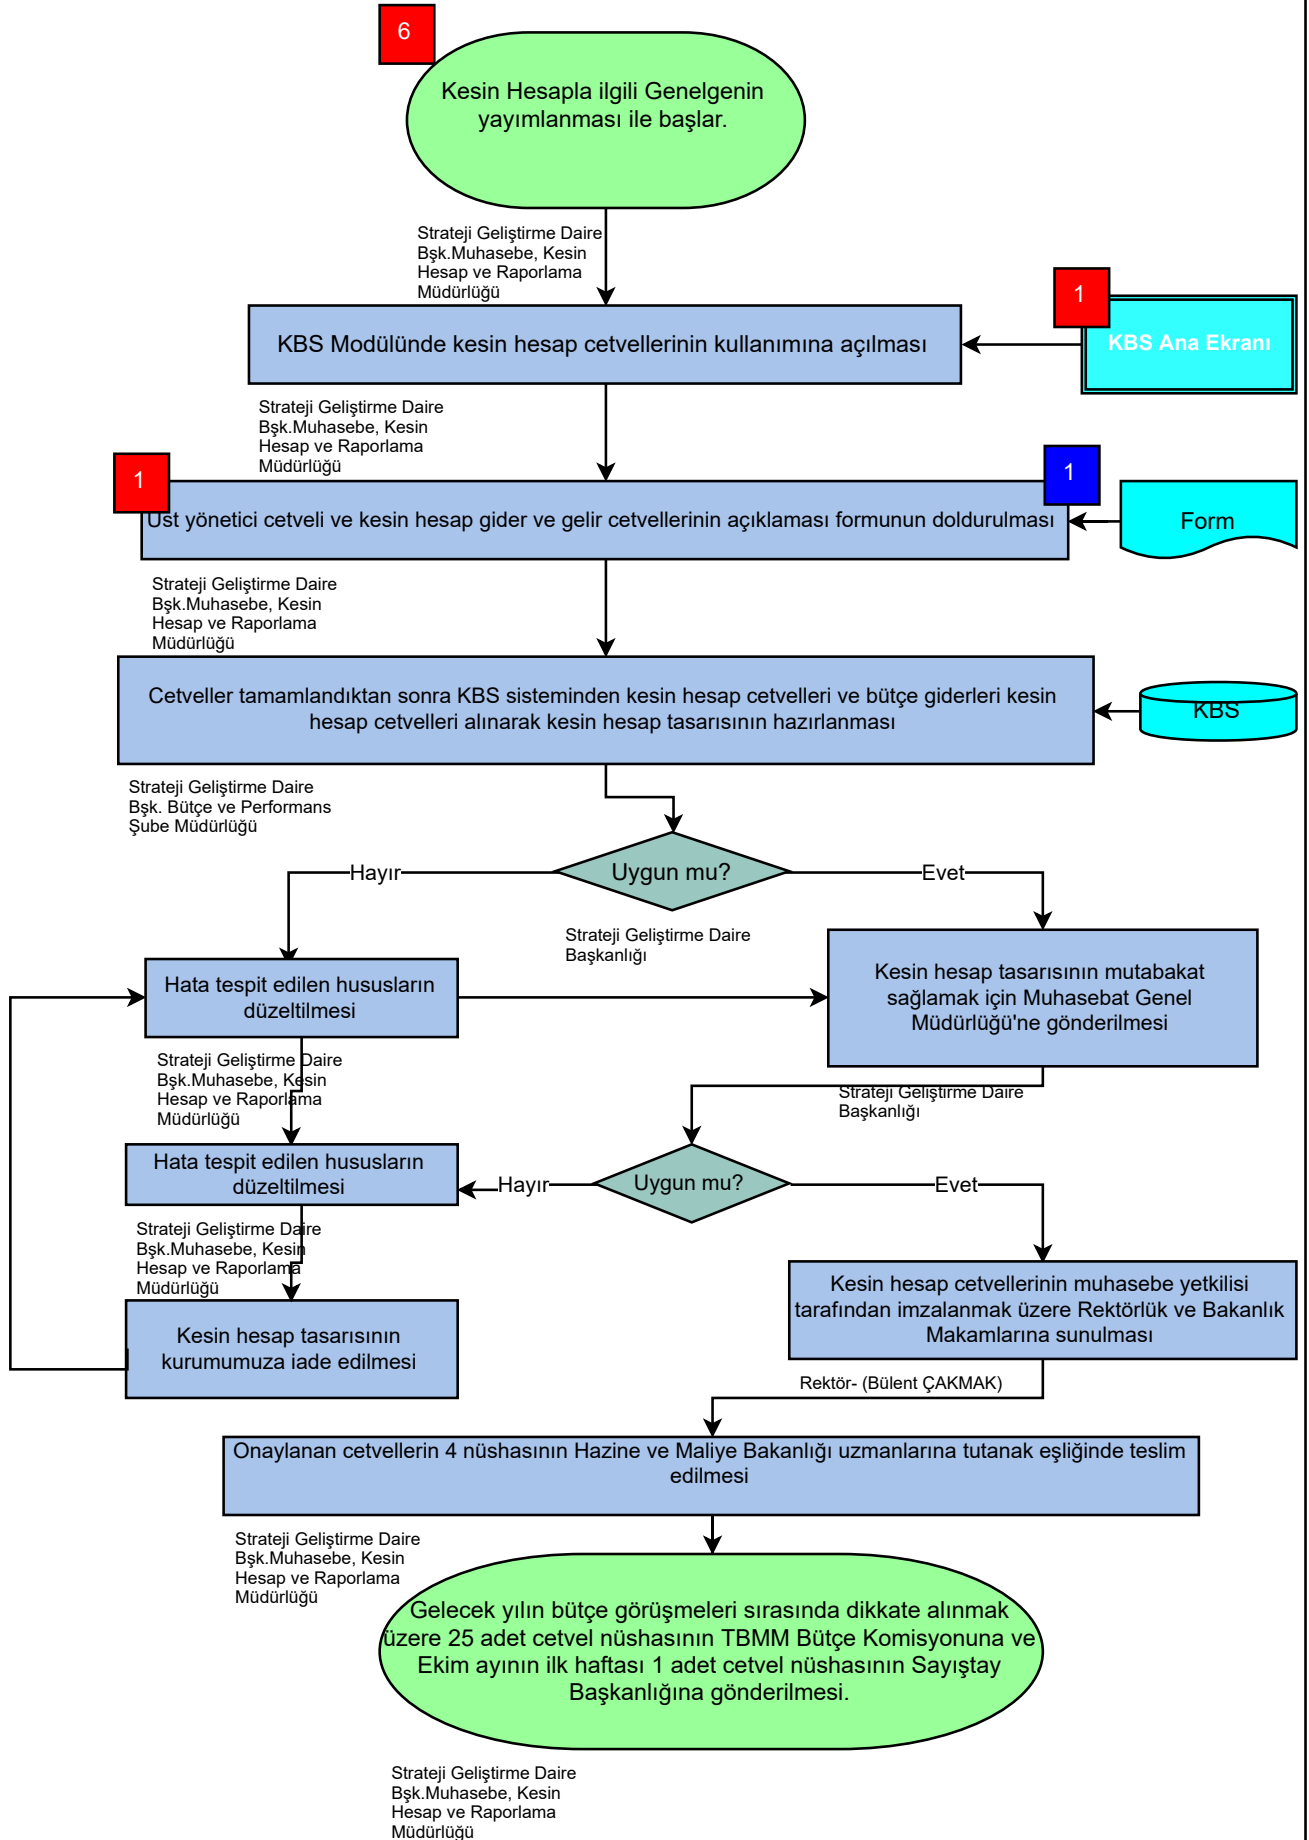 6
Kesin Hesapla ilgili Genelgenin
yayımlanması ile başlar.
Strateji Geliştirme Daire
Bşk.Muhasebe, Kesin
Hesap ve Raporlama
Müdürlüğü
1
KBS Modülünde kesin hesap cetvellerinin kullanımına açılması
KBS Ana Ekranı
Strateji Geliştirme Daire
Bşk.Muhasebe, Kesin
Hesap ve Raporlama
Müdürlüğü
1
1
Üst yönetici cetveli ve kesin hesap gider ve gelir cetvellerinin açıklaması formunun doldurulması
Form
Strateji Geliştirme Daire
Bşk.Muhasebe, Kesin
Hesap ve Raporlama
Müdürlüğü
Cetveller tamamlandıktan sonra KBS sisteminden kesin hesap cetvelleri ve bütçe giderleri kesin
hesap cetvelleri alınarak kesin hesap tasarısının hazırlanması
KBS
Strateji Geliştirme Daire
Bşk. Bütçe ve Performans
Şube Müdürlüğü
Hayır
Uygun mu?
Evet
Strateji Geliştirme Daire
Başkanlığı
Hata tespit edilen hususların
düzeltilmesi
Kesin hesap tasarısının mutabakat
sağlamak için Muhasebat Genel
Müdürlüğü'ne gönderilmesi
Strateji Geliştirme Daire
Bşk.Muhasebe, Kesin
Hesap ve Raporlama
Müdürlüğü
Strateji Geliştirme Daire
Başkanlığı
Hata tespit edilen hususların
düzeltilmesi
Hayır
Uygun mu?
Evet
Strateji Geliştirme Daire
Bşk.Muhasebe, Kesin
Hesap ve Raporlama
Müdürlüğü
Kesin hesap cetvellerinin muhasebe yetkilisi
tarafından imzalanmak üzere Rektörlük ve Bakanlık
Makamlarına sunulması
Kesin hesap tasarısının
kurumumuza iade edilmesi
Rektör- (Bülent ÇAKMAK)
Onaylanan cetvellerin 4 nüshasının Hazine ve Maliye Bakanlığı uzmanlarına tutanak eşliğinde teslim
edilmesi
Strateji Geliştirme Daire
Bşk.Muhasebe, Kesin
Hesap ve Raporlama
Müdürlüğü
Gelecek yılın bütçe görüşmeleri sırasında dikkate alınmak
üzere 25 adet cetvel nüshasının TBMM Bütçe Komisyonuna ve
Ekim ayının ilk haftası 1 adet cetvel nüshasının Sayıştay
Başkanlığına gönderilmesi.
Strateji Geliştirme Daire
Bşk.Muhasebe, Kesin
Hesap ve Raporlama
Müdürlüğü